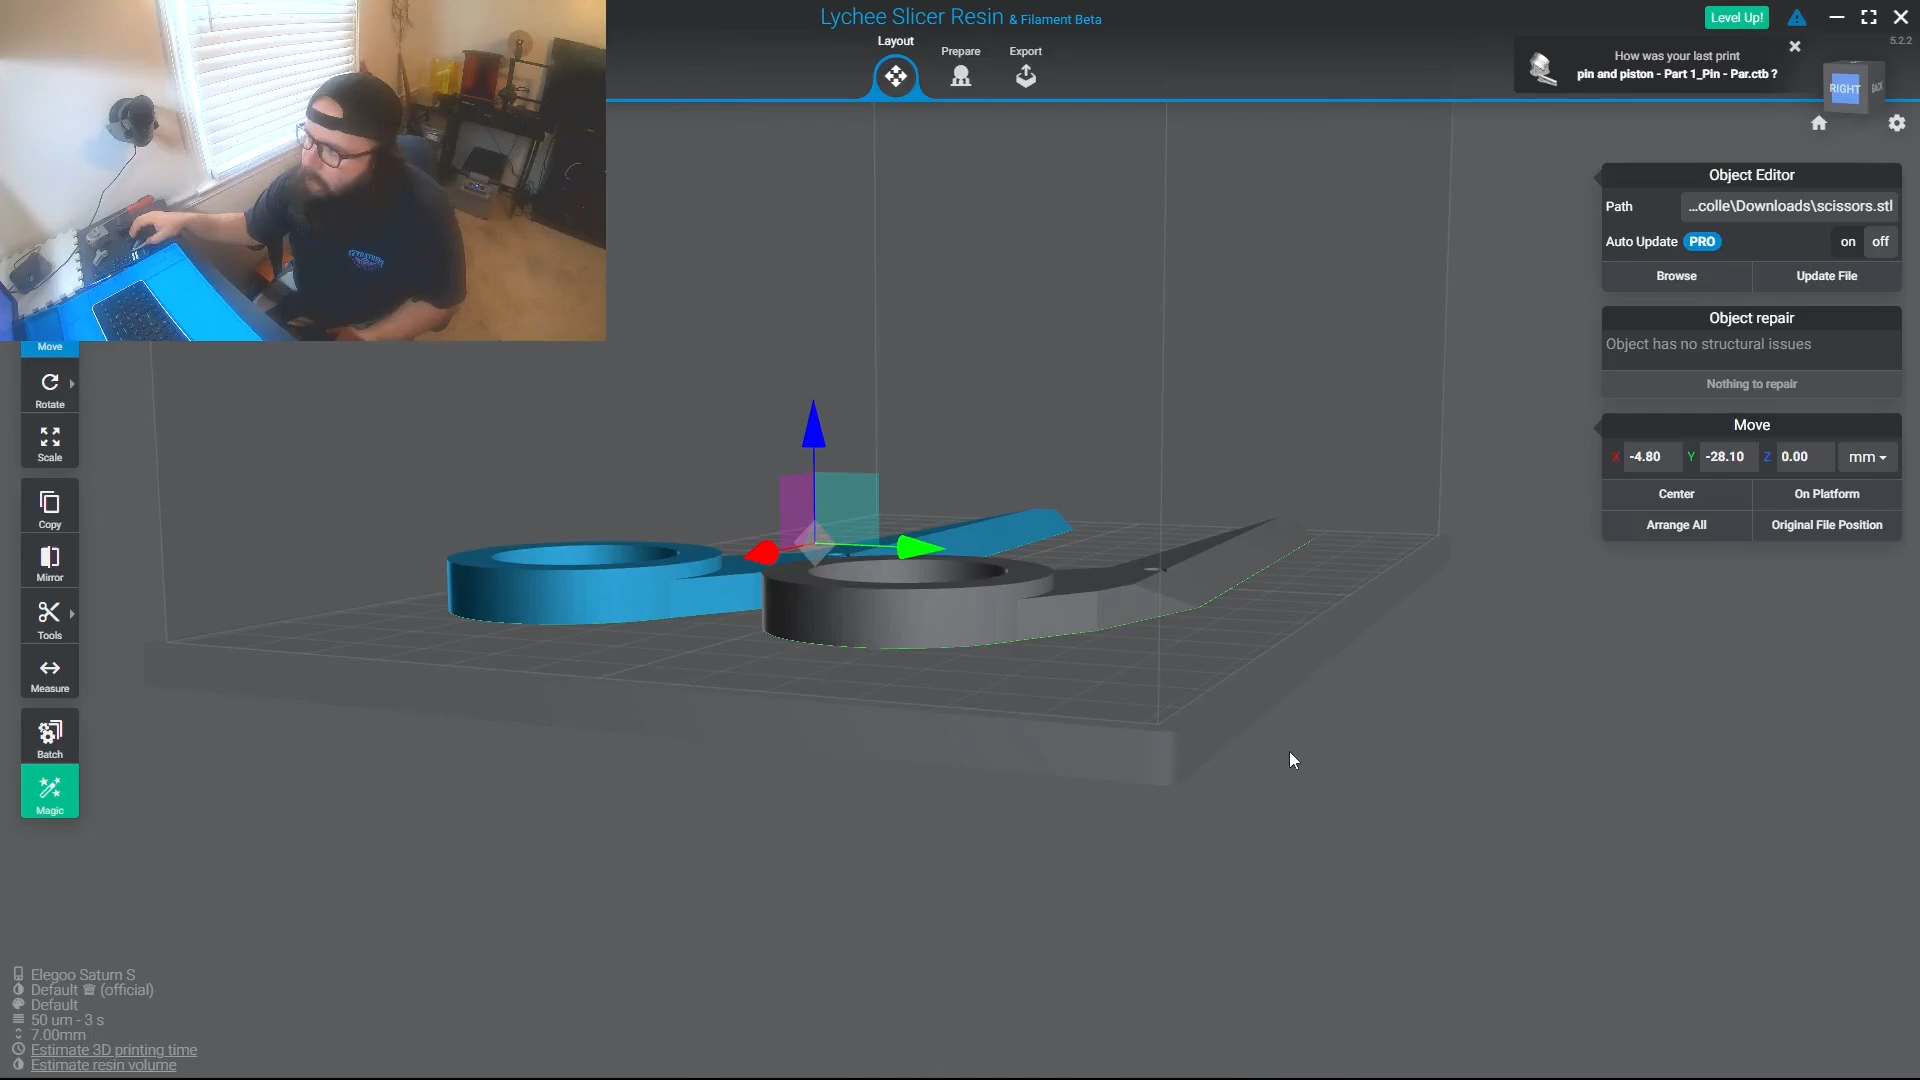 Lychee Slicer Resin & Filament Beta
Level Up!
5.2.2
Layout
Prepare
Export
How was your last print
pin and piston - Part 1_Pin - Par.ctb ?
RIGHT
BACK
Object Editor
Path ...colle\Downloads\scissors.stl
Auto Update PRO on off
Browse Update File
Object repair
Object has no structural issues
Nothing to repair
Move
X -4.80 Y -28.10 Z 0.00 mm
Center On Platform
Arrange All Original File Position
Move
Rotate
Scale
Copy
Mirror
Tools
Measure
Batch
Magic
Elegoo Saturn S
Default (official)
Default
50 um - 3 s
7.00mm
Estimate 3D printing time
Estimate resin volume